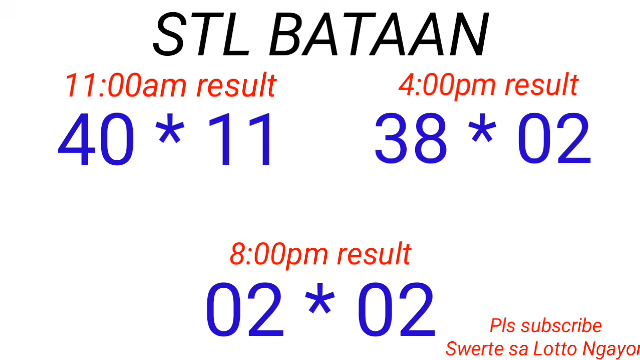 STL BATAAN
11:00am result
40 * 11
4:00pm result
38 * 02
8:00pm result
02 * 02
Pls subscribe
Swerte sa Lotto Ngayon